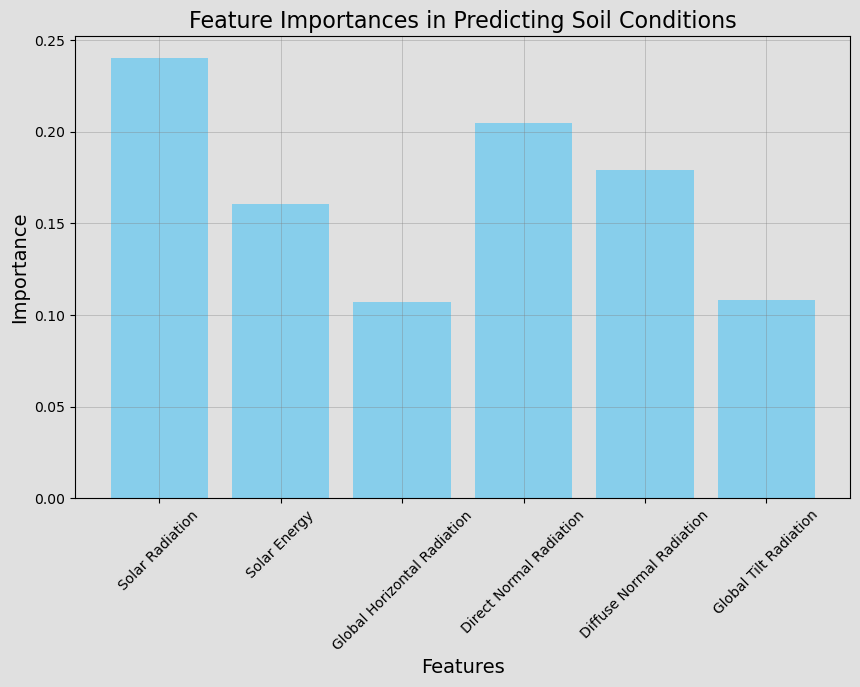 Feature Importances in Predicting Soil Conditions
0.25
0.20
0.15
0.10
0.05
0.00
Importance
Solar Radiation
Solar Energy
Global Horizontal Radiation
Direct Normal Radiation
Diffuse Normal Radiation
Global Tilt Radiation
Features